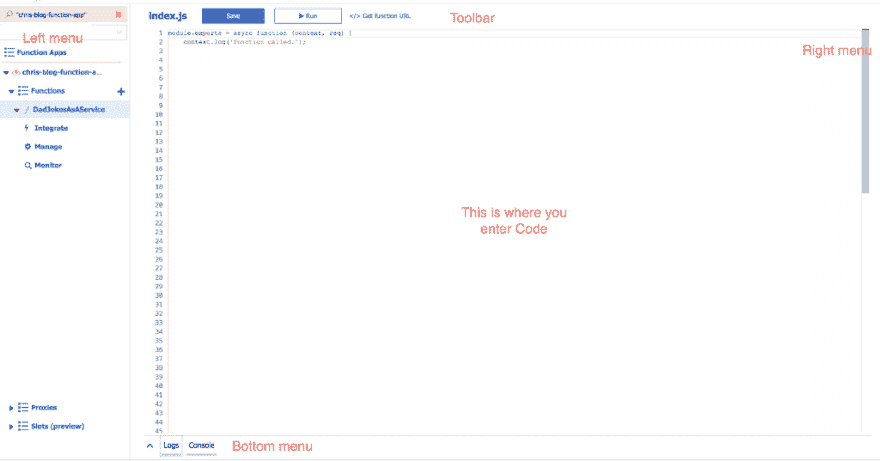 "chris-blog-function-app"
Left menu
Function Apps
chris-blog-function-a...
Functions
DadJokesAsAService
Integrate
Manage
Monitor
Proxies
Slots (preview)
index.js
Save
Run
</> Get function URL
Toolbar
1 module.exports = async function (context, req) {
2 context.log('function called.');
3
4
5
6
7
8
9
10
11
12
13
14
15
16
17
18
19
20
21
22
23
24
25
26
27
28
29
30
31
32
33
34
35
36
37
38
39
40
41
42
43
44
45
Right menu
This is where you
enter Code
Logs
Console
Bottom menu